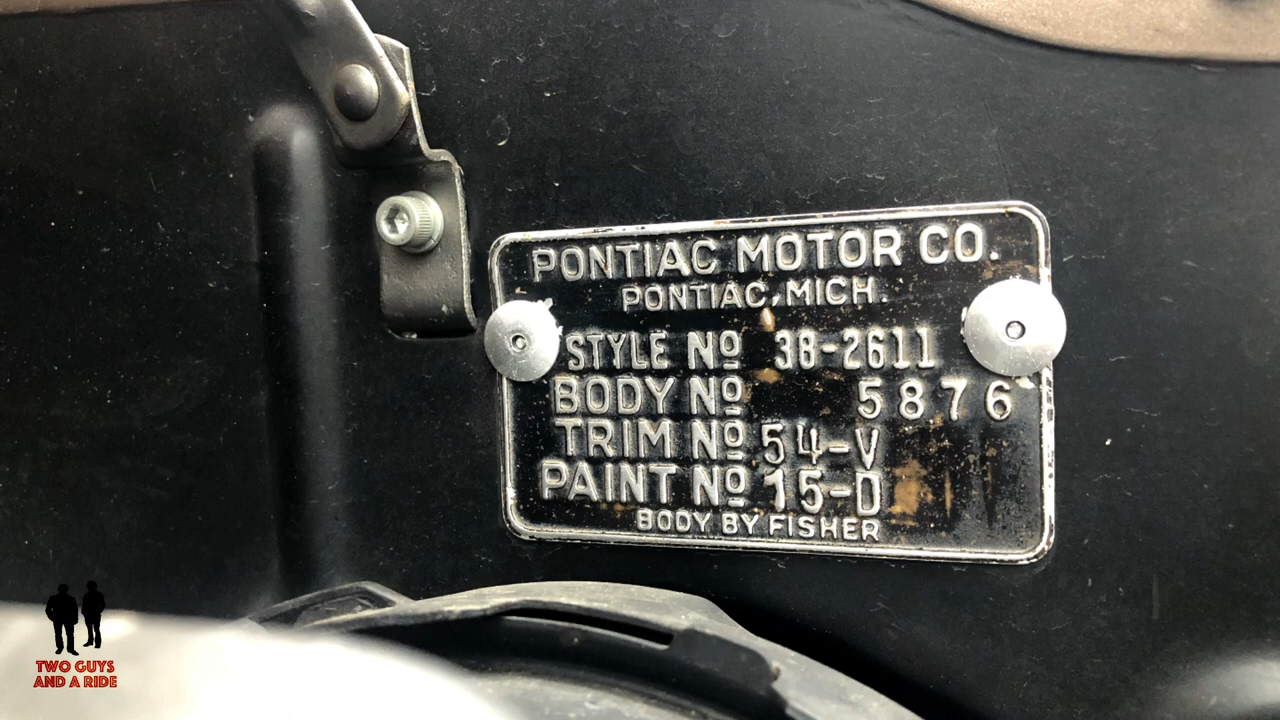 PONTIAC MOTOR CO.
PONTIAC, MICH.
STYLE Nº 38-2611
BODY Nº 5876
TRIM Nº 54-V
PAINT Nº 15-D
BODY BY FISHER
TWO GUYS
AND A RIDE